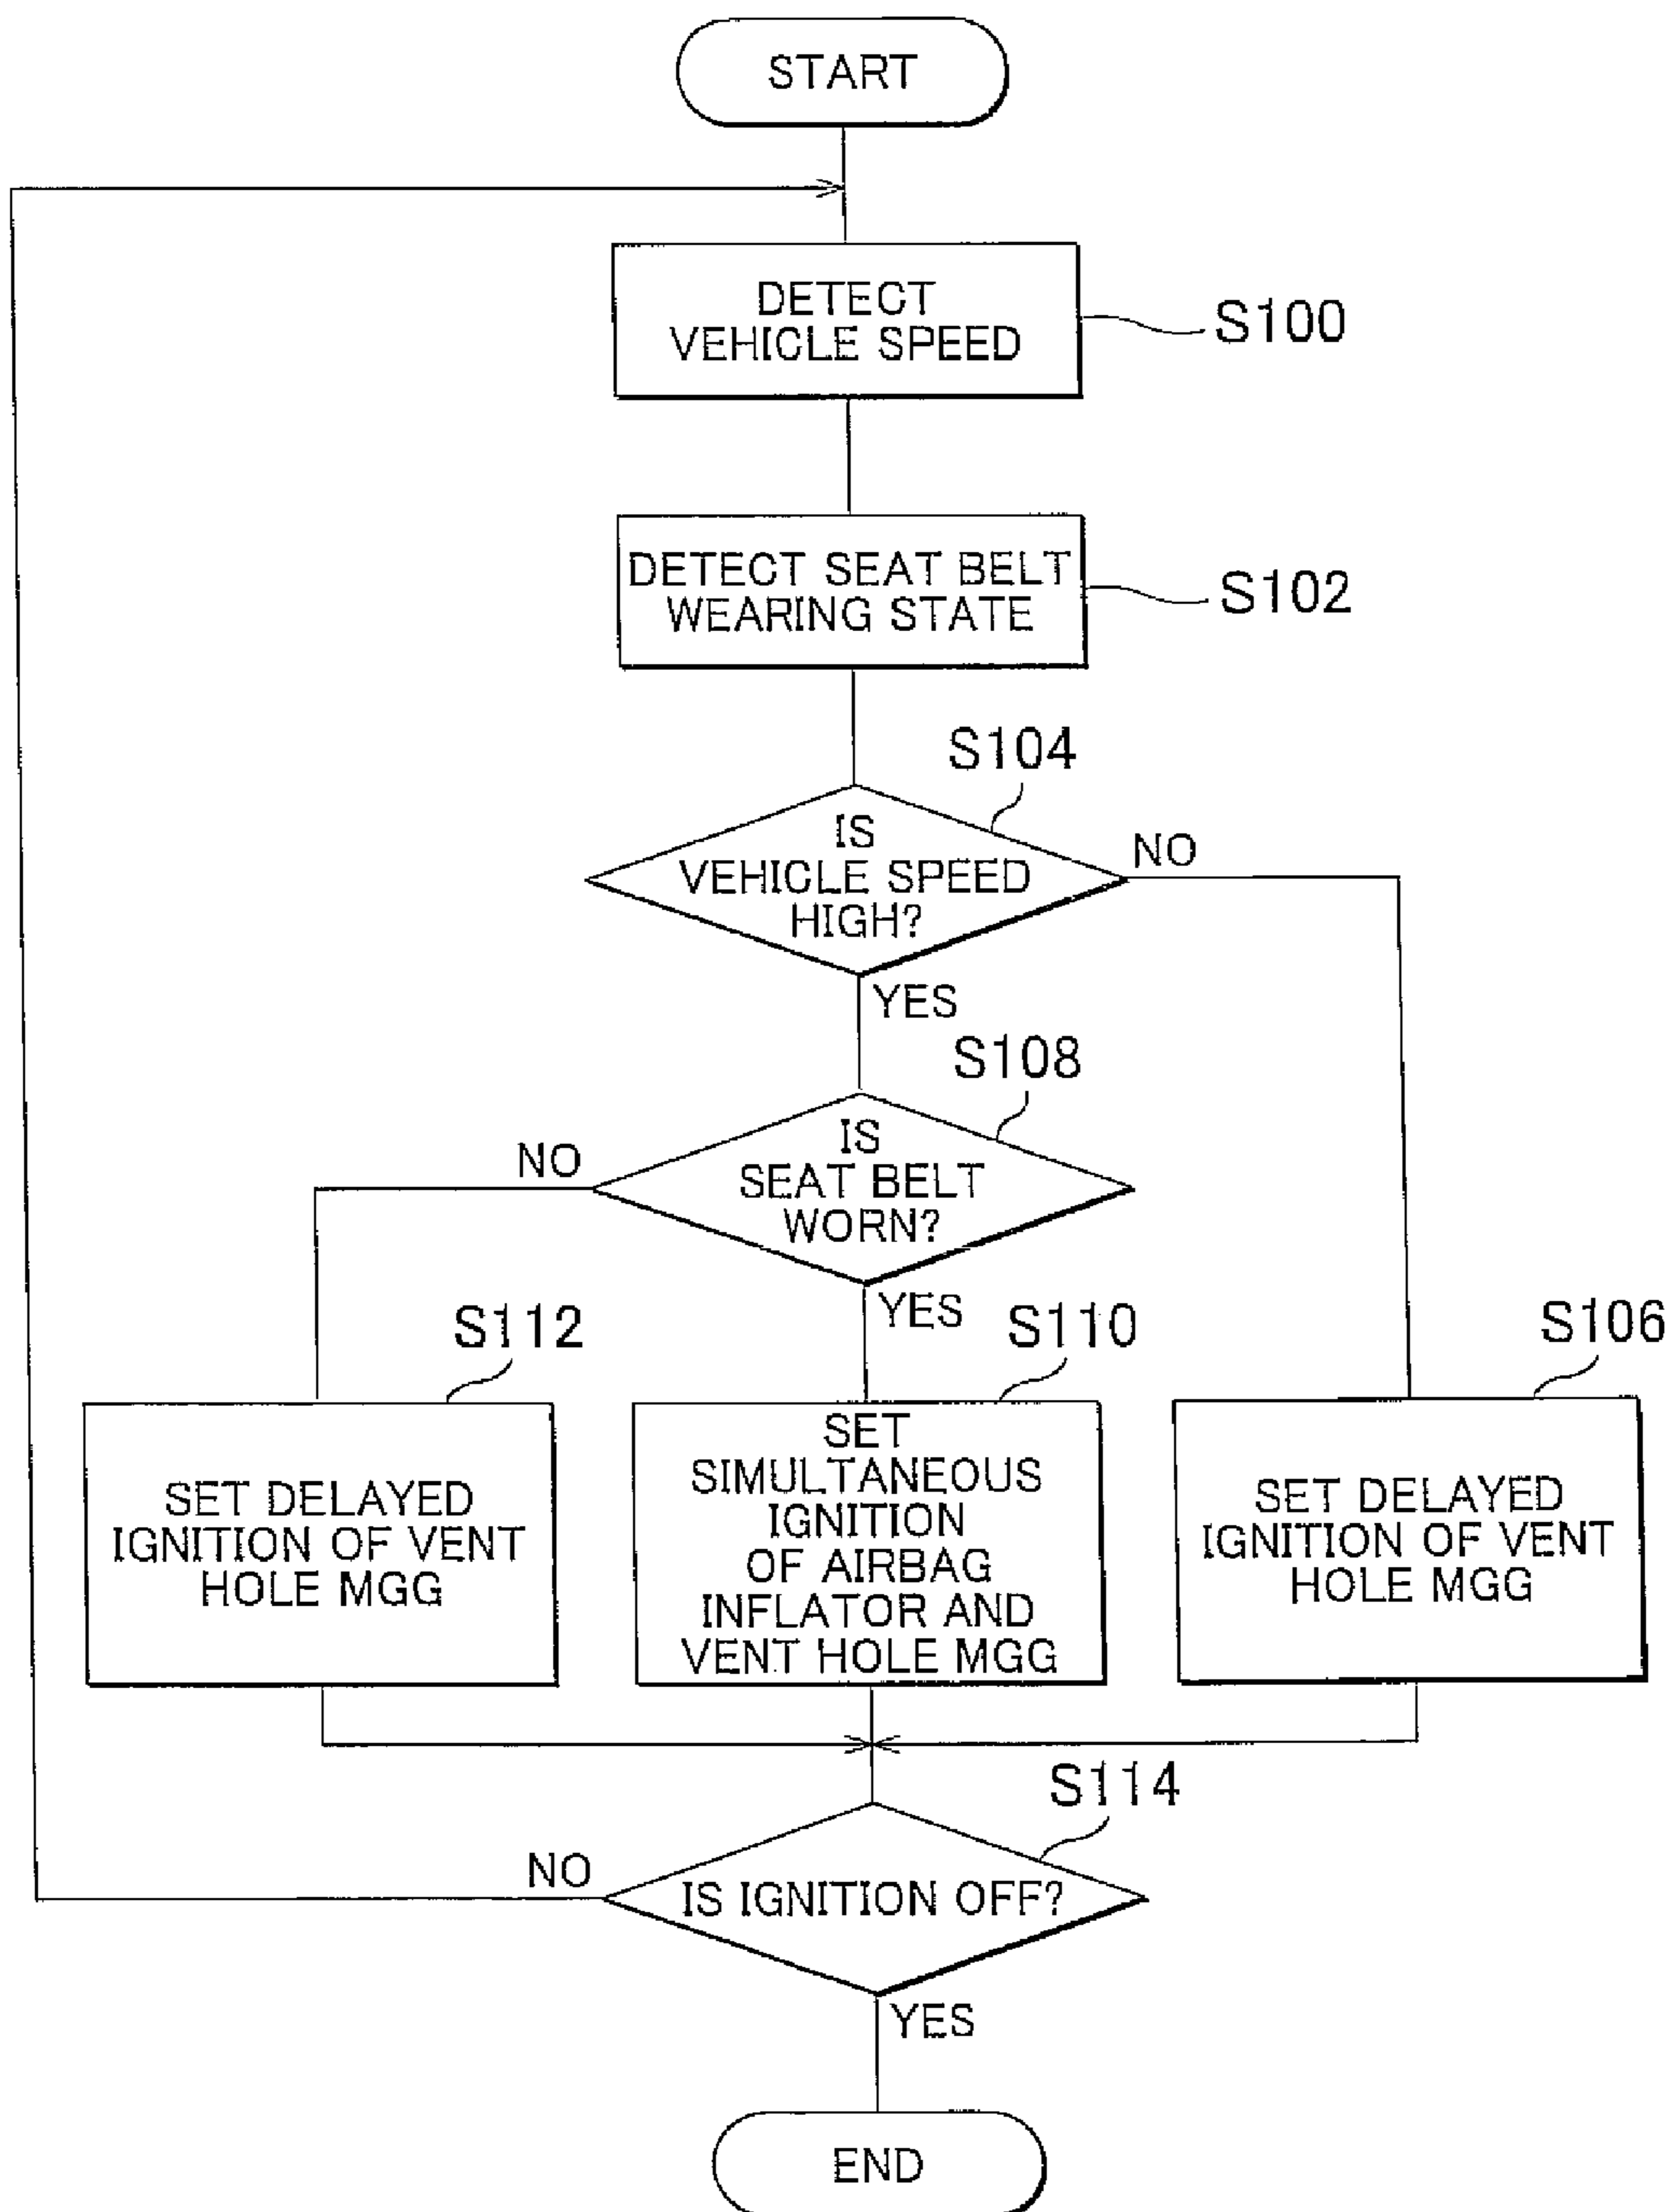 START
DETECT
VEHICLE SPEED
S100
DETECT SEAT BELT
WEARING STATE
S102
S104
IS
VEHICLE SPEED
HIGH?
NO
YES
S108
IS
SEAT BELT
WORN?
NO
YES
S112
SET DELAYED
IGNITION OF VENT
HOLE MGG
S110
SET
SIMULTANEOUS
IGNITION
OF AIRBAG
INFLATOR AND
VENT HOLE MGG
S106
SET DELAYED
IGNITION OF VENT
HOLE MGG
S114
IS IGNITION OFF?
NO
YES
END